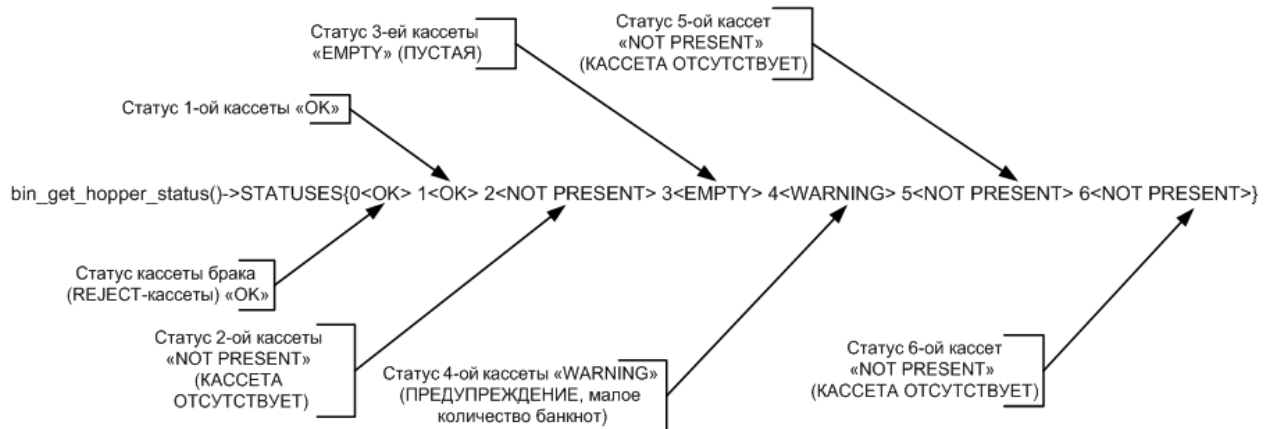 Статус 3-ей кассеты
«EMPTY» (ПУСТАЯ)
Статус 5-ой кассет
«NOT PRESENT»
(КАССЕТА ОТСУТСТВУЕТ)
Статус 1-ой кассеты «OK»
bin_get_hopper_status()->STATUSES{0<OK> 1<OK> 2<NOT PRESENT> 3<EMPTY> 4<WARNING> 5<NOT PRESENT> 6<NOT PRESENT>}
Статус кассеты брака
(REJECT-кассеты) «OK»
Статус 2-ой кассеты
«NOT PRESENT»
(КАССЕТА
ОТСУТСТВУЕТ)
Статус 4-ой кассеты «WARNING»
(ПРЕДУПРЕЖДЕНИЕ, малое
количество банкнот)
Статус 6-ой кассет
«NOT PRESENT»
(КАССЕТА ОТСУТСТВУЕТ)